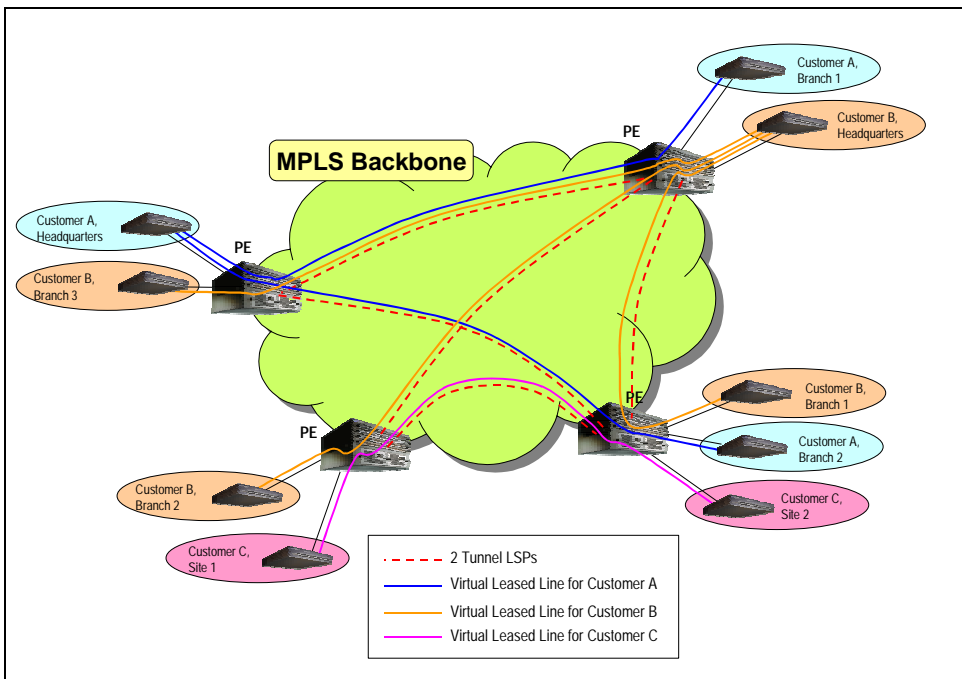 Customer A,
Branch 1
Customer B,
Headquarters
PE
MPLS Backbone
Customer A,
Headquarters
PE
Customer B,
Branch 3
Customer B,
Branch 1
PE
PE
Customer A,
Branch 2
Customer B,
Branch 2
Customer C,
Site 2
Customer C,
Site 1
2 Tunnel LSPs
Virtual Leased Line for Customer A
Virtual Leased Line for Customer B
Virtual Leased Line for Customer C